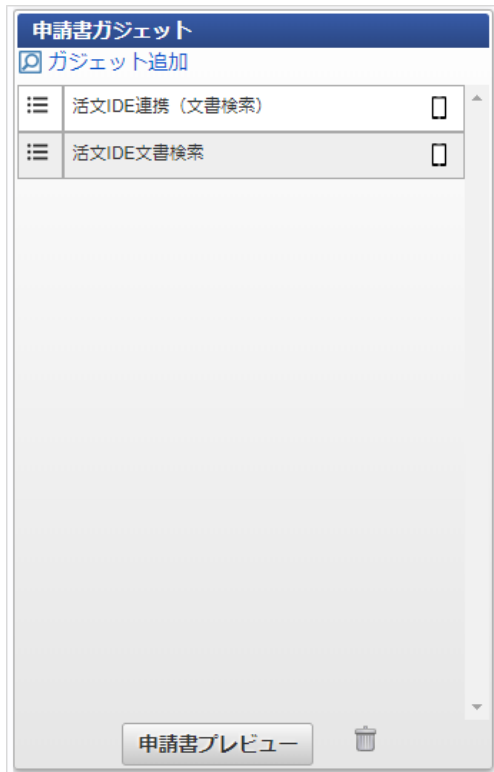 申請書ガジェット
ガジェット追加
活文IDE連携（文書検索）
活文IDE文書検索
申請書プレビュー